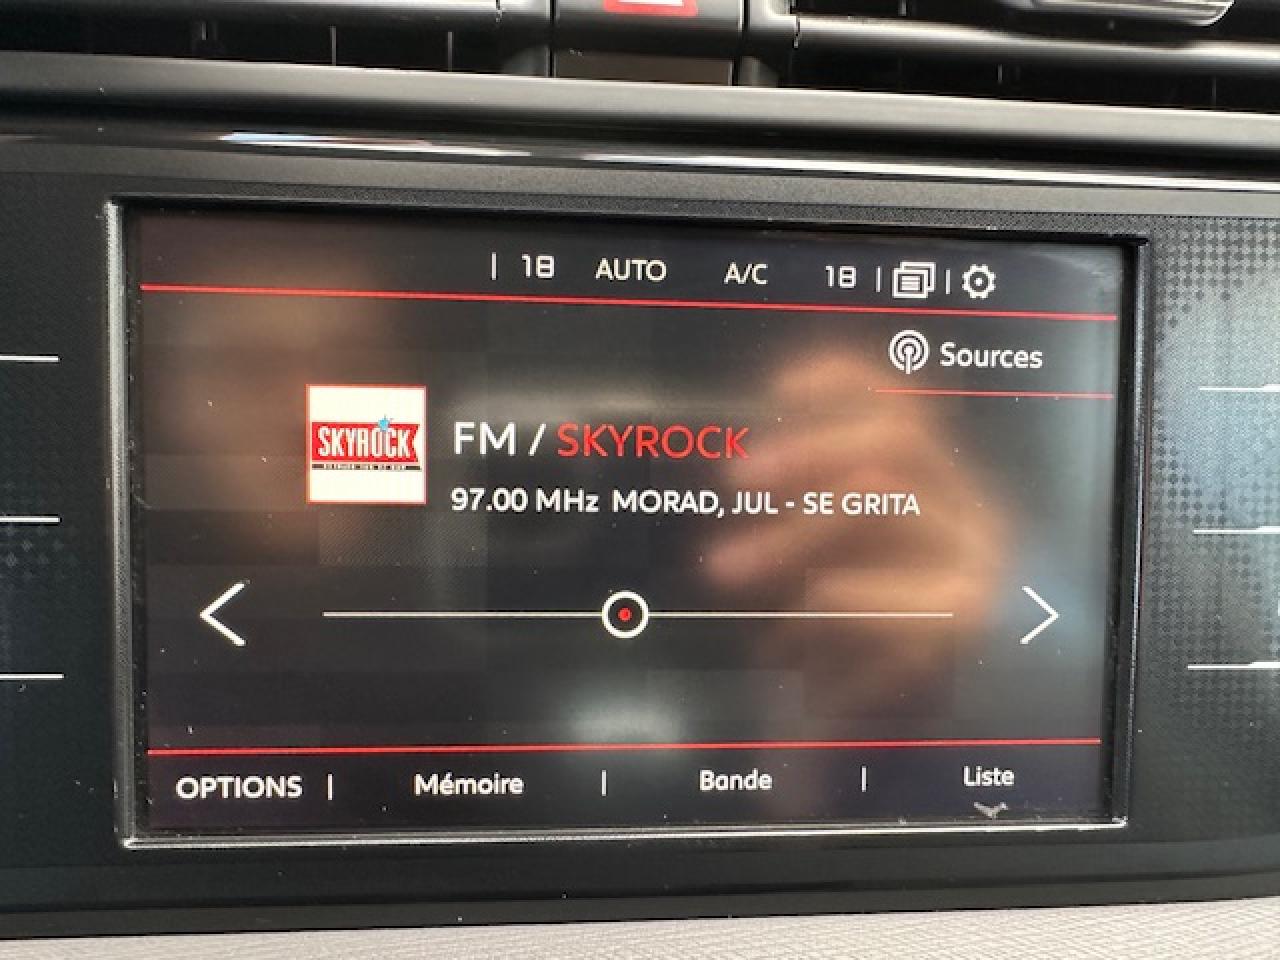 18 AUTO A/C 18
Sources
SKYROCK
FM / SKYROCK
97.00 MHz MORAD, JUL - SE GRITA
OPTIONS Mémoire Bande Liste